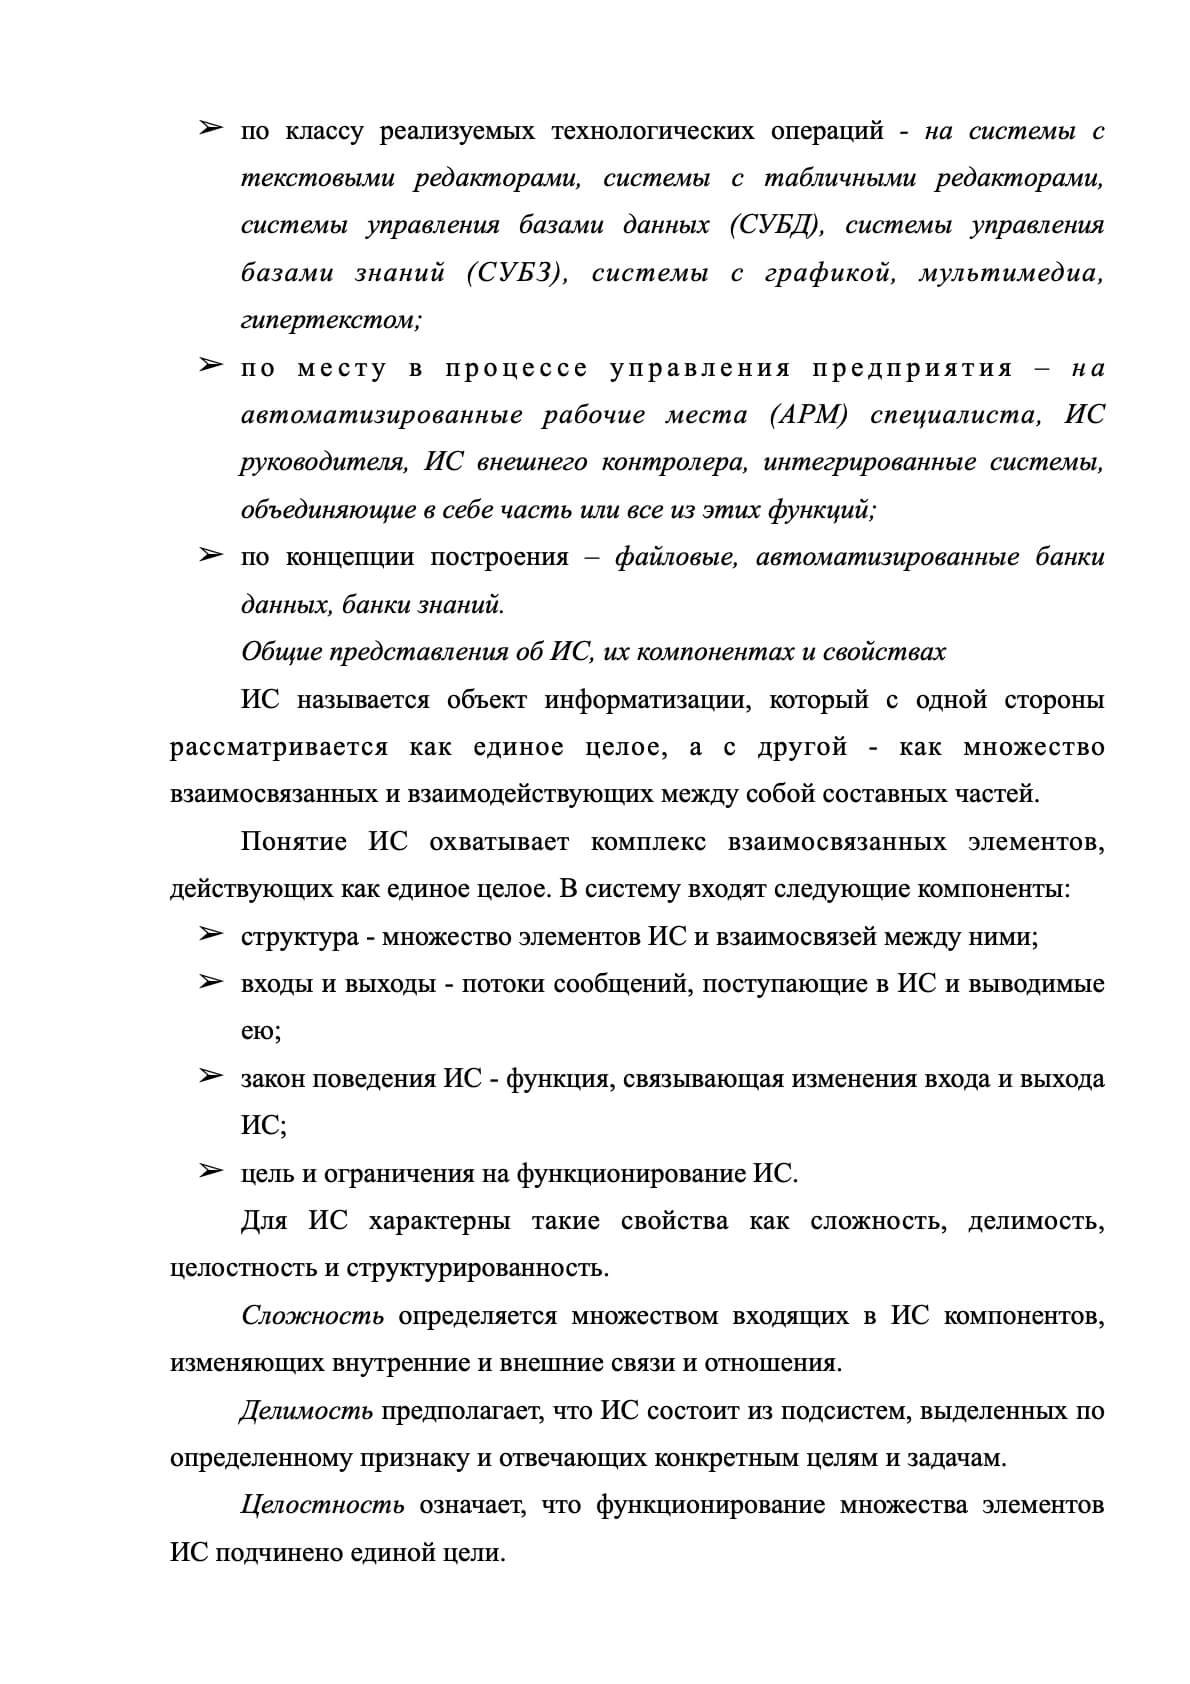 ➢ по классу реализуемых технологических операций - на системы с
текстовыми редакторами, системы с табличными редакторами,
системы управления базами данных (СУБД), системы управления
базами знаний (СУБЗ), системы с графикой, мультимедиа,
гипертекстом;
➢ по месту в процессе управления предприятия – на
автоматизированные рабочие места (АРМ) специалиста, ИС
руководителя, ИС внешнего контролера, интегрированные системы,
объединяющие в себе часть или все из этих функций;
➢ по концепции построения – файловые, автоматизированные банки
данных, банки знаний.
Общие представления об ИС, их компонентах и свойствах
ИС называется объект информатизации, который с одной стороны
рассматривается как единое целое, а с другой - как множество
взаимосвязанных и взаимодействующих между собой составных частей.
Понятие ИС охватывает комплекс взаимосвязанных элементов,
действующих как единое целое. В систему входят следующие компоненты:
➢ структура - множество элементов ИС и взаимосвязей между ними;
➢ входы и выходы - потоки сообщений, поступающие в ИС и выводимые
ею;
➢ закон поведения ИС - функция, связывающая изменения входа и выхода
ИС;
➢ цель и ограничения на функционирование ИС.
Для ИС характерны такие свойства как сложность, делимость,
целостность и структурированность.
Сложность определяется множеством входящих в ИС компонентов,
изменяющих внутренние и внешние связи и отношения.
Делимость предполагает, что ИС состоит из подсистем, выделенных по
определенному признаку и отвечающих конкретным целям и задачам.
Целостность означает, что функционирование множества элементов
ИС подчинено единой цели.